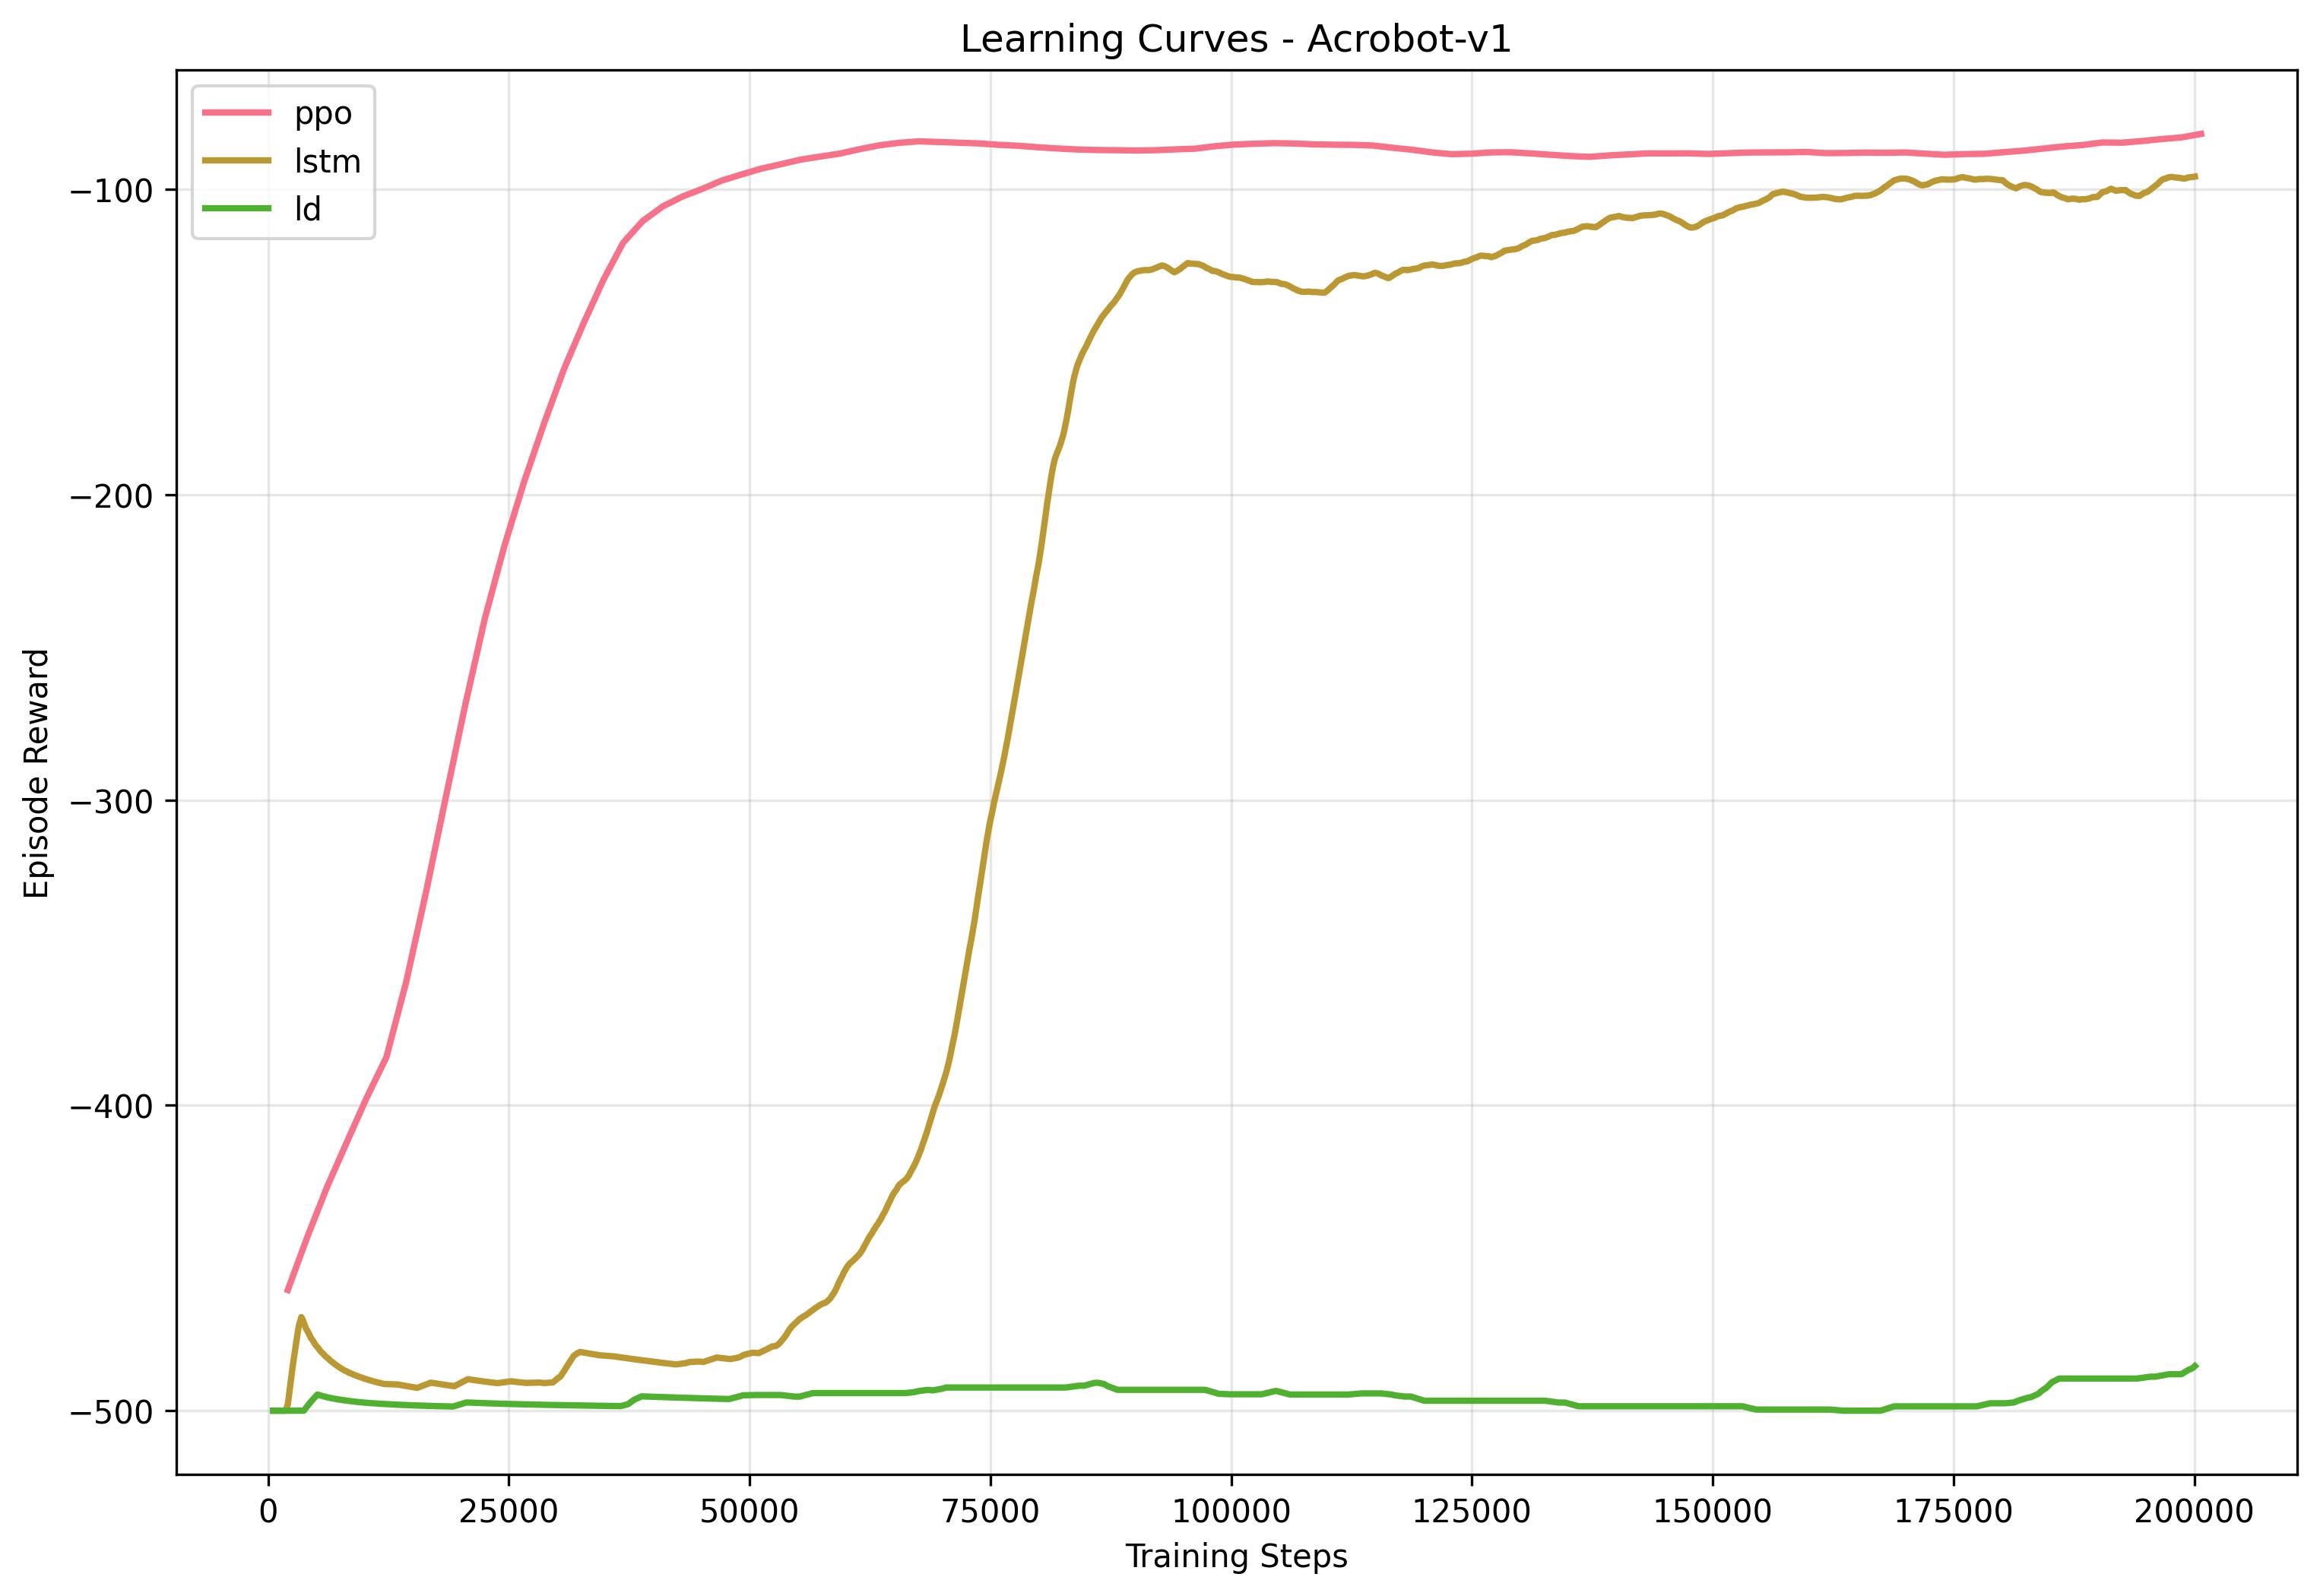 Learning Curves - Acrobot-v1
ppo
lstm
ld
−100
−200
−300
−400
−500
Episode Reward
0 25000 50000 75000 100000 125000 150000 175000 200000
Training Steps